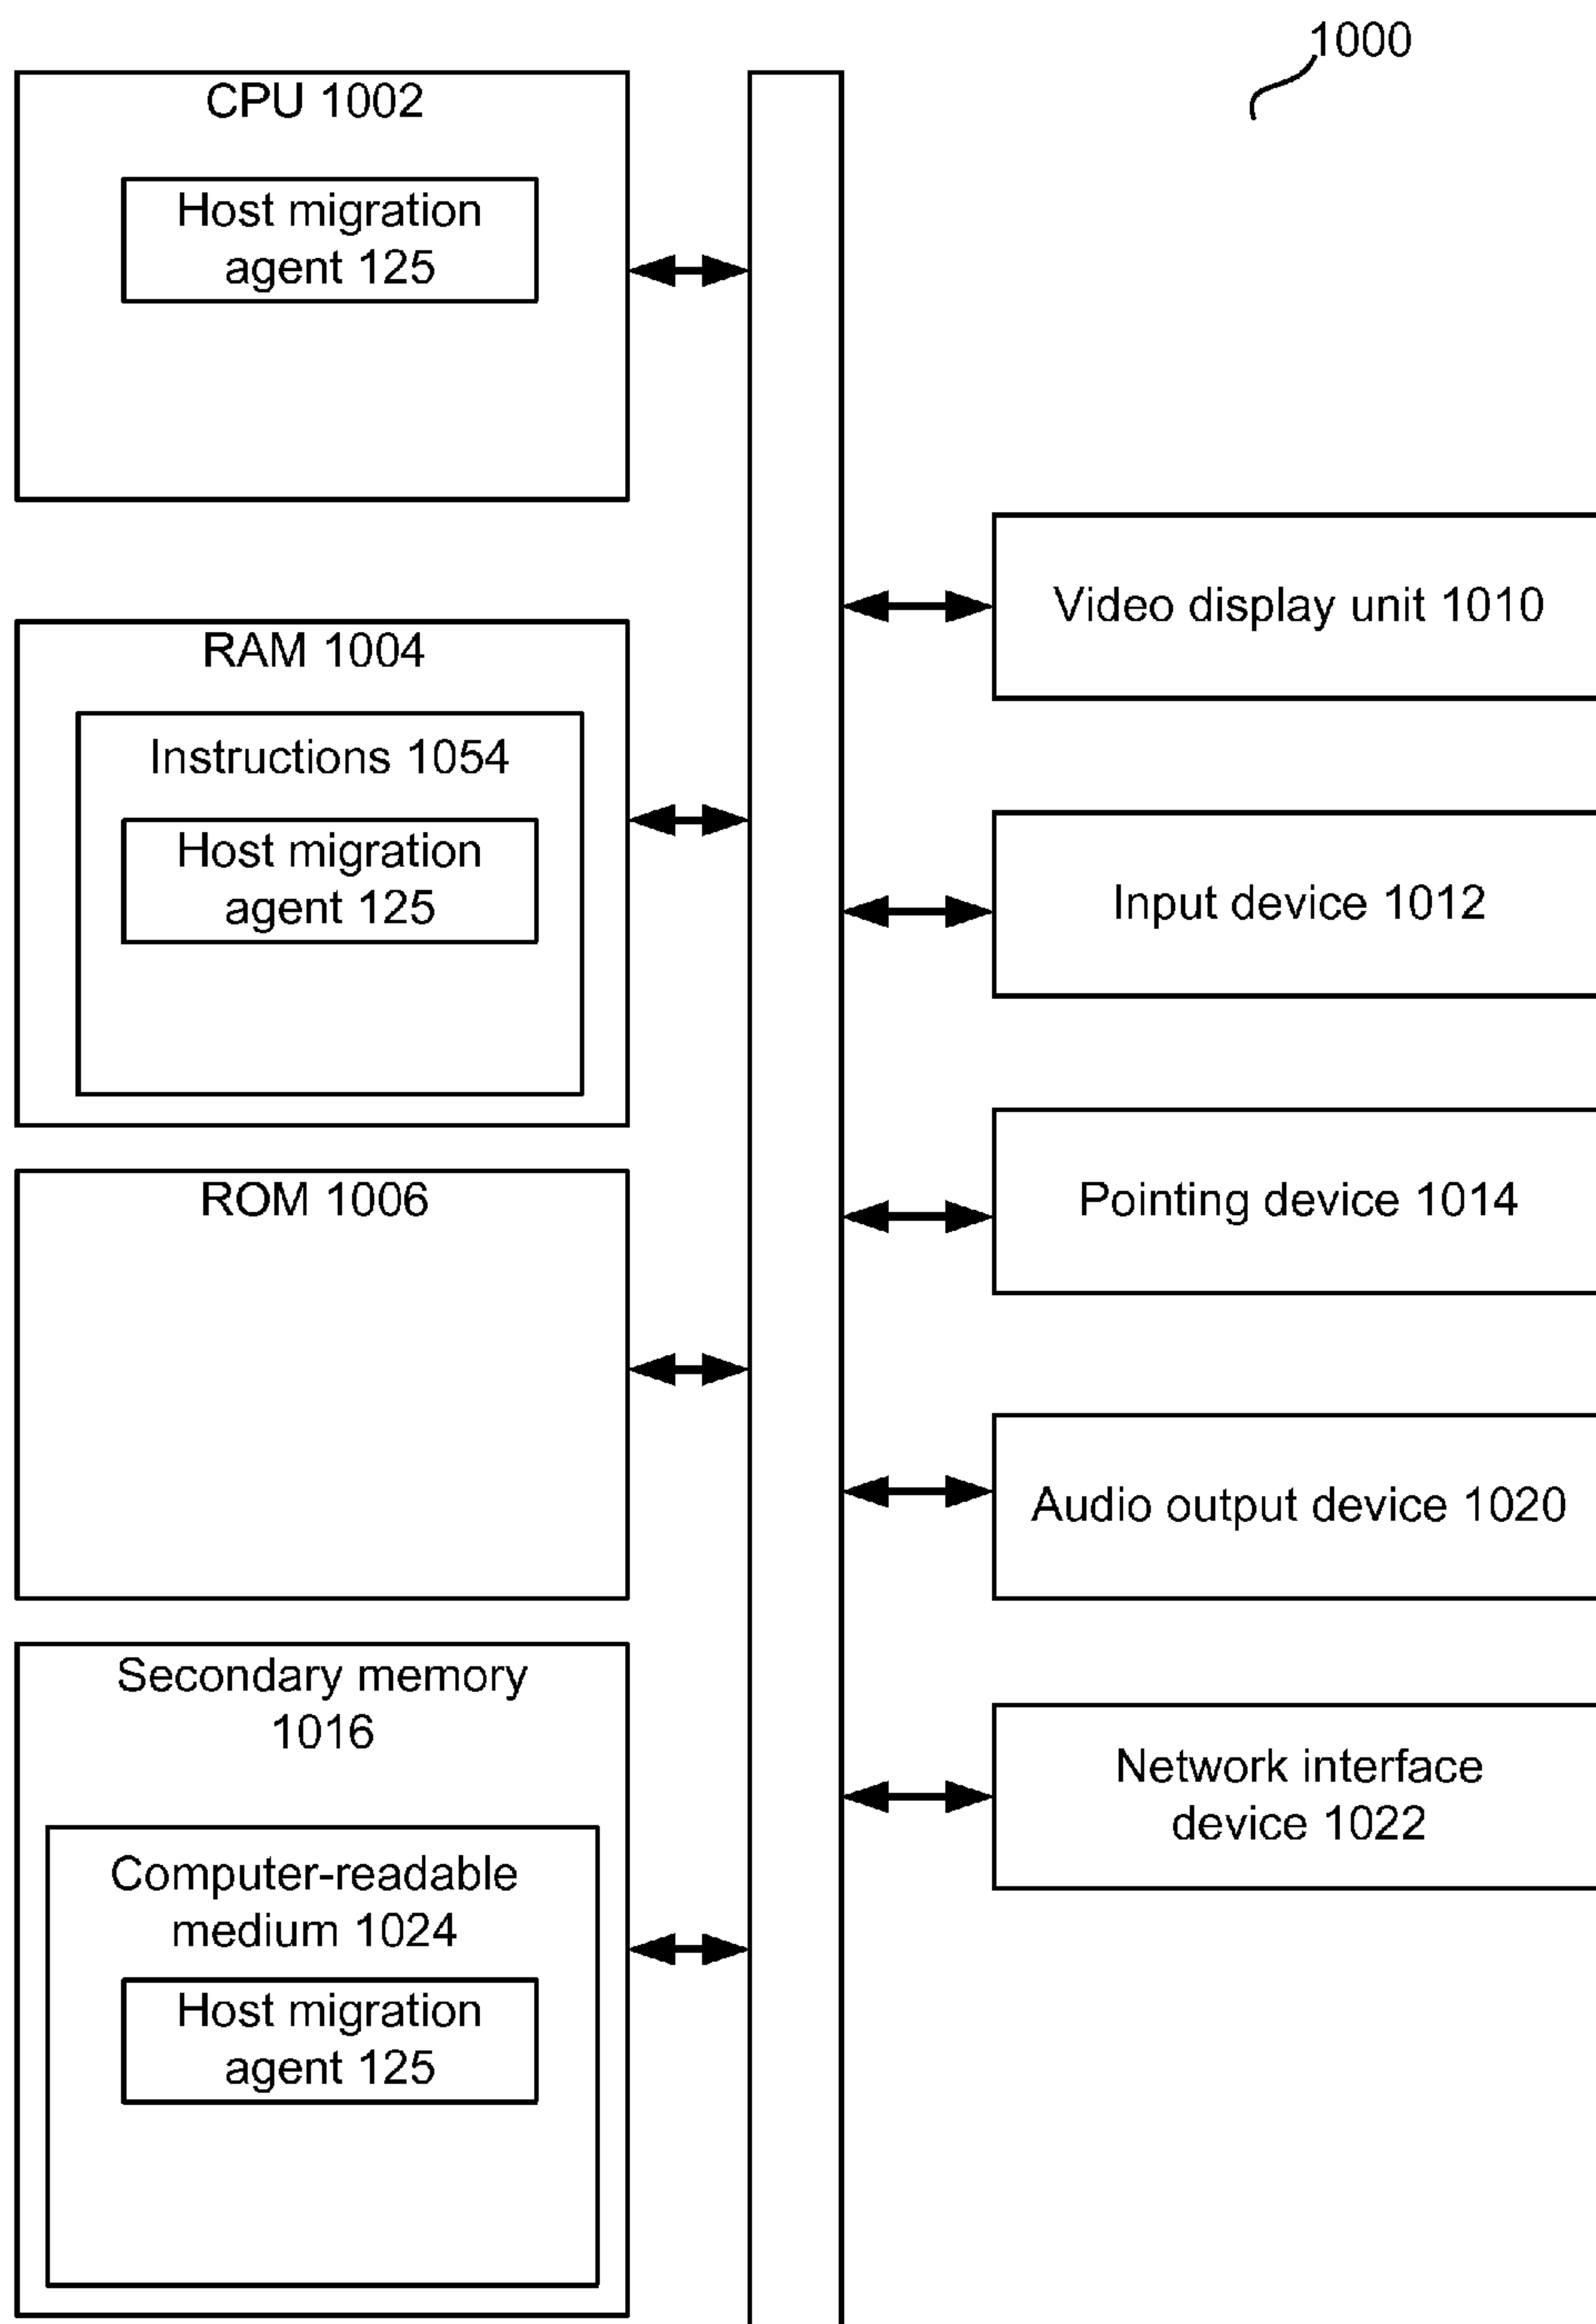 1000
CPU 1002
Host migration
agent 125
RAM 1004
Instructions 1054
Host migration
agent 125
ROM 1006
Secondary memory
1016
Computer-readable
medium 1024
Host migration
agent 125
Video display unit 1010
Input device 1012
Pointing device 1014
Audio output device 1020
Network interface
device 1022